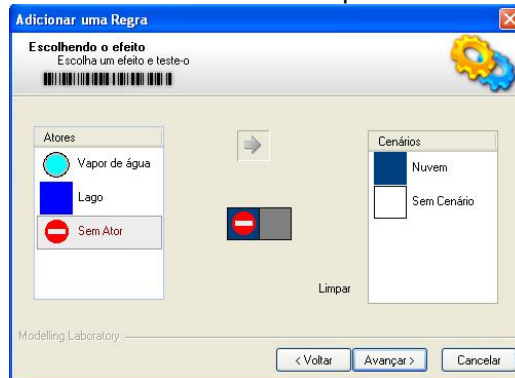 Adicionar uma Regra
Escolhendo o efeito
Escolha um efeito e teste-o
Atores
Vapor de água
Lago
Sem Ator
Cenários
Nuvem
Sem Cenário
Limpar
Modelling Laboratory
< Voltar
Avançar >
Cancelar